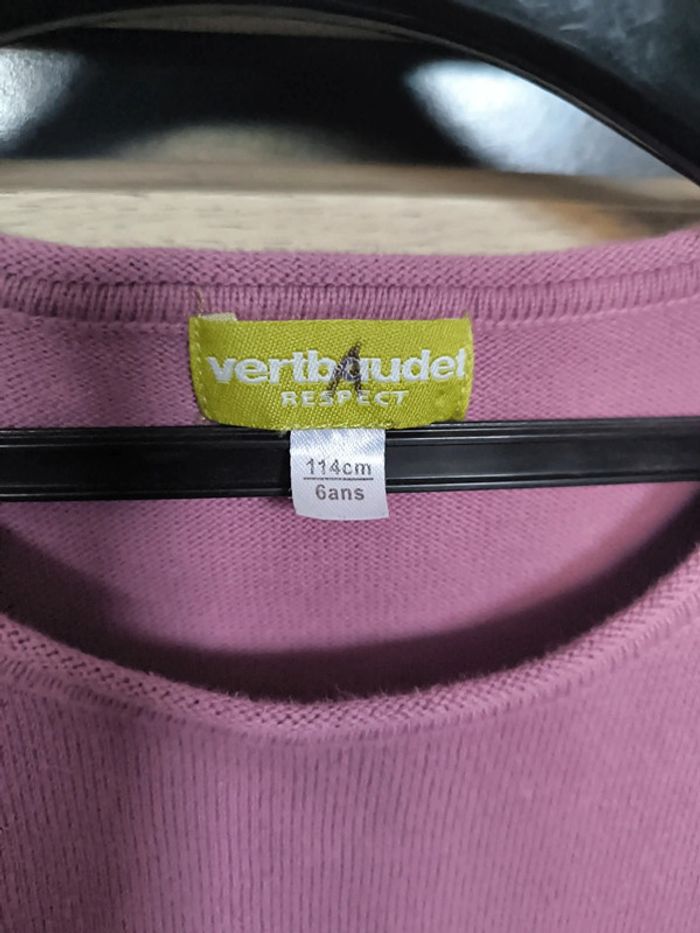 vertbaudet
A
RESPECT
114cm
6ans